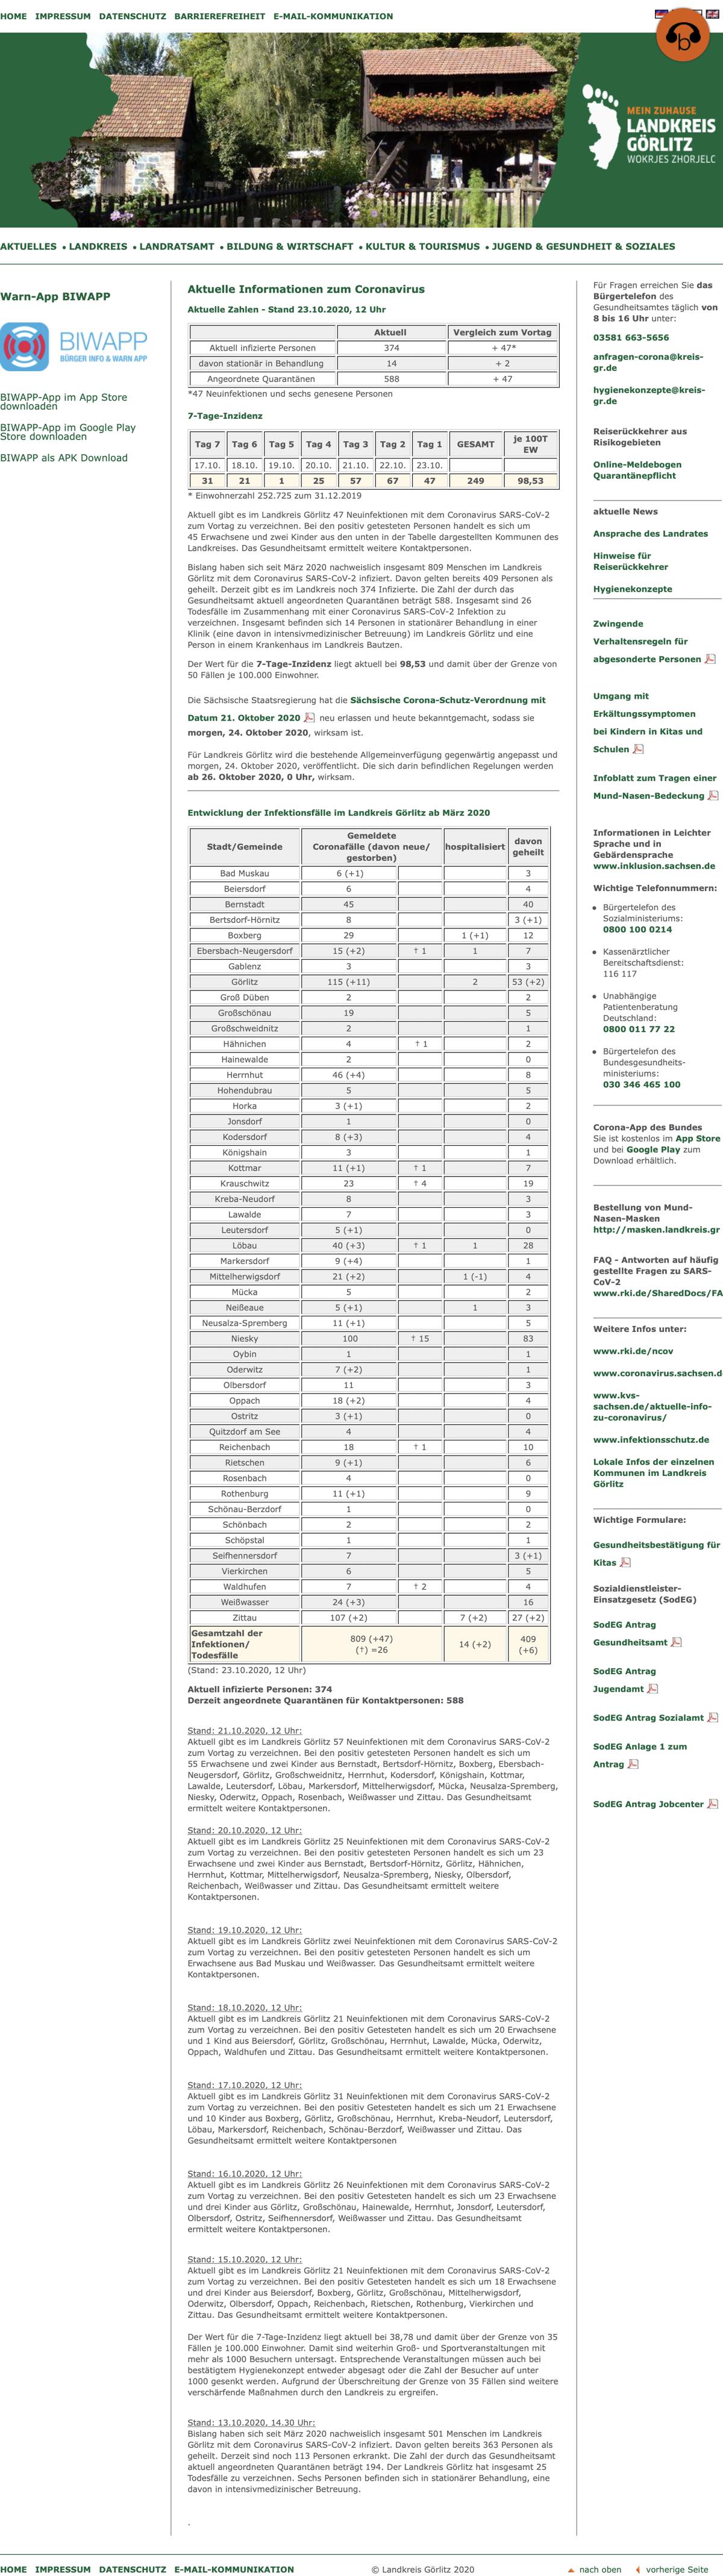 HOME IMPRESSUM DATENSCHUTZ BARRIEREFREIHEIT E-MAIL-KOMMUNIKATION
MEIN ZUHAUSE
LANDKREIS
GÖRLITZ
WOKRJES ZHORJELC
AKTUELLES • LANDKREIS • LANDRATSAMT • BILDUNG & WIRTSCHAFT • KULTUR & TOURISMUS • JUGEND & GESUNDHEIT & SOZIALES
Warn-App BIWAPP
BIWAPP
BÜRGER INFO & WARN APP
BIWAPP-App im App Store
downloaden
BIWAPP-App im Google Play
Store downloaden
BIWAPP als APK Download
Aktuelle Informationen zum Coronavirus
Aktuelle Zahlen - Stand 23.10.2020, 12 Uhr
Aktuell Vergleich zum Vortag
Aktuell infizierte Personen 374 + 47*
davon stationär in Behandlung 14 + 2
Angeordnete Quarantänen 588 + 47
*47 Neuinfektionen und sechs genesene Personen
7-Tage-Inzidenz
Tag 7 Tag 6 Tag 5 Tag 4 Tag 3 Tag 2 Tag 1 GESAMT je 100T
EW
17.10. 18.10. 19.10. 20.10. 21.10. 22.10. 23.10.
31 21 1 25 57 67 47 249 98,53
* Einwohnerzahl 252.725 zum 31.12.2019
Aktuell gibt es im Landkreis Görlitz 47 Neuinfektionen mit dem Coronavirus SARS-CoV-2
zum Vortag zu verzeichnen. Bei den positiv getesteten Personen handelt es sich um
45 Erwachsene und zwei Kinder aus den unten in der Tabelle dargestellten Kommunen des
Landkreises. Das Gesundheitsamt ermittelt weitere Kontaktpersonen.
Bislang haben sich seit März 2020 nachweislich insgesamt 809 Menschen im Landkreis
Görlitz mit dem Coronavirus SARS-CoV-2 infiziert. Davon gelten bereits 409 Personen als
geheilt. Derzeit gibt es im Landkreis noch 374 Infizierte. Die Zahl der durch das
Gesundheitsamt aktuell angeordneten Quarantänen beträgt 588. Insgesamt sind 26
Todesfälle im Zusammenhang mit einer Coronavirus SARS-CoV-2 Infektion zu
verzeichnen. Insgesamt befinden sich 14 Personen in stationärer Behandlung in einer
Klinik (eine davon in intensivmedizinischer Betreuung) im Landkreis Görlitz und eine
Person in einem Krankenhaus im Landkreis Bautzen.
Der Wert für die 7-Tage-Inzidenz liegt aktuell bei 98,53 und damit über der Grenze von
50 Fällen je 100.000 Einwohner.
Die Sächsische Staatsregierung hat die Sächsische Corona-Schutz-Verordnung mit
Datum 21. Oktober 2020 neu erlassen und heute bekanntgemacht, sodass sie
morgen, 24. Oktober 2020, wirksam ist.
Für Landkreis Görlitz wird die bestehende Allgemeinverfügung gegenwärtig angepasst und
morgen, 24. Oktober 2020, veröffentlicht. Die sich darin befindlichen Regelungen werden
ab 26. Oktober 2020, 0 Uhr, wirksam.
Entwicklung der Infektionsfälle im Landkreis Görlitz ab März 2020
Stadt/Gemeinde Gemeldete
Coronafälle (davon neue/
gestorben) hospitalisiert davon
geheilt
Bad Muskau 6 (+1) 3
Beiersdorf 6 4
Bernstadt 45 40
Bertsdorf-Hörnitz 8 3 (+1)
Boxberg 29 1 (+1) 12
Ebersbach-Neugersdorf 15 (+2) † 1 1 7
Gablenz 3 3
Görlitz 115 (+11) 2 53 (+2)
Groß Düben 2 2
Großschönau 19 5
Großschweidnitz 2 1
Hähnichen 4 † 1 2
Hainewalde 2 0
Herrnhut 46 (+4) 8
Hohendubrau 5 5
Horka 3 (+1) 2
Jonsdorf 1 0
Kodersdorf 8 (+3) 4
Königshain 3 1
Kottmar 11 (+1) † 1 7
Krauschwitz 23 † 4 19
Kreba-Neudorf 8 3
Lawalde 7 3
Leutersdorf 5 (+1) 0
Löbau 40 (+3) † 1 1 28
Markersdorf 9 (+4) 1
Mittelherwigsdorf 21 (+2) 1 (-1) 4
Mücka 5 2
Neißeaue 5 (+1) 1 3
Neusalza-Spremberg 11 (+1) 5
Niesky 100 † 15 83
Oybin 1 1
Oderwitz 7 (+2) 1
Olbersdorf 11 3
Oppach 18 (+2) 4
Ostritz 3 (+1) 0
Quitzdorf am See 4 4
Reichenbach 18 † 1 10
Rietschen 9 (+1) 6
Rosenbach 4 0
Rothenburg 11 (+1) 9
Schönau-Berzdorf 1 0
Schönbach 2 2
Schöpstal 1 1
Seifhennersdorf 7 3 (+1)
Vierkirchen 6 5
Waldhufen 7 † 2 4
Weißwasser 24 (+3) 16
Zittau 107 (+2) 7 (+2) 27 (+2)
Gesamtzahl der
Infektionen/
Todesfälle 809 (+47)
(†) =26 14 (+2) 409
(+6)
(Stand: 23.10.2020, 12 Uhr)
Aktuell infizierte Personen: 374
Derzeit angeordnete Quarantänen für Kontaktpersonen: 588
Stand: 21.10.2020, 12 Uhr:
Aktuell gibt es im Landkreis Görlitz 57 Neuinfektionen mit dem Coronavirus SARS-CoV-2
zum Vortag zu verzeichnen. Bei den positiv getesteten Personen handelt es sich um
55 Erwachsene und zwei Kinder aus Bernstadt, Bertsdorf-Hörnitz, Boxberg, Ebersbach-
Neugersdorf, Görlitz, Großschweidnitz, Herrnhut, Kodersdorf, Königshain, Kottmar,
Lawalde, Leutersdorf, Löbau, Markersdorf, Mittelherwigsdorf, Mücka, Neusalza-Spremberg,
Niesky, Oderwitz, Oppach, Rosenbach, Weißwasser und Zittau. Das Gesundheitsamt
ermittelt weitere Kontaktpersonen.
Stand: 20.10.2020, 12 Uhr:
Aktuell gibt es im Landkreis Görlitz 25 Neuinfektionen mit dem Coronavirus SARS-CoV-2
zum Vortag zu verzeichnen. Bei den positiv getesteten Personen handelt es sich um 23
Erwachsene und zwei Kinder aus Bernstadt, Bertsdorf-Hörnitz, Görlitz, Hähnichen,
Herrnhut, Kottmar, Mittelherwigsdorf, Neusalza-Spremberg, Niesky, Olbersdorf,
Reichenbach, Weißwasser und Zittau. Das Gesundheitsamt ermittelt weitere
Kontaktpersonen.
Stand: 19.10.2020, 12 Uhr:
Aktuell gibt es im Landkreis Görlitz zwei Neuinfektionen mit dem Coronavirus SARS-CoV-2
zum Vortag zu verzeichnen. Bei den positiv getesteten Personen handelt es sich um
Erwachsene aus Bad Muskau und Weißwasser. Das Gesundheitsamt ermittelt weitere
Kontaktpersonen.
Stand: 18.10.2020, 12 Uhr:
Aktuell gibt es im Landkreis Görlitz 21 Neuinfektionen mit dem Coronavirus SARS-CoV-2
zum Vortag zu verzeichnen. Bei den positiv Getesteten handelt es sich um 20 Erwachsene
und 1 Kind aus Beiersdorf, Görlitz, Großschönau, Herrnhut, Lawalde, Mücka, Oderwitz,
Oppach, Waldhufen und Zittau. Das Gesundheitsamt ermittelt weitere Kontaktpersonen.
Stand: 17.10.2020, 12 Uhr:
Aktuell gibt es im Landkreis Görlitz 31 Neuinfektionen mit dem Coronavirus SARS-CoV-2
zum Vortag zu verzeichnen. Bei den positiv Getesteten handelt es sich um 21 Erwachsene
und 10 Kinder aus Boxberg, Görlitz, Großschönau, Herrnhut, Kreba-Neudorf, Leutersdorf,
Löbau, Markersdorf, Reichenbach, Schönau-Berzdorf, Weißwasser und Zittau. Das
Gesundheitsamt ermittelt weitere Kontaktpersonen
Stand: 16.10.2020, 12 Uhr:
Aktuell gibt es im Landkreis Görlitz 26 Neuinfektionen mit dem Coronavirus SARS-CoV-2
zum Vortag zu verzeichnen. Bei den positiv Getesteten handelt es sich um 23 Erwachsene
und drei Kinder aus Görlitz, Großschönau, Hainewalde, Herrnhut, Jonsdorf, Leutersdorf,
Olbersdorf, Ostritz, Seifhennersdorf, Weißwasser und Zittau. Das Gesundheitsamt
ermittelt weitere Kontaktpersonen.
Stand: 15.10.2020, 12 Uhr:
Aktuell gibt es im Landkreis Görlitz 21 Neuinfektionen mit dem Coronavirus SARS-CoV-2
zum Vortag zu verzeichnen. Bei den positiv Getesteten handelt es sich um 18 Erwachsene
und drei Kinder aus Beiersdorf, Boxberg, Görlitz, Großschönau, Mittelherwigsdorf,
Oderwitz, Olbersdorf, Oppach, Reichenbach, Rietschen, Rothenburg, Vierkirchen und
Zittau. Das Gesundheitsamt ermittelt weitere Kontaktpersonen.
Der Wert für die 7-Tage-Inzidenz liegt aktuell bei 38,78 und damit über der Grenze von 35
Fällen je 100.000 Einwohner. Damit sind weiterhin Groß- und Sportveranstaltungen mit
mehr als 1000 Besuchern untersagt. Entsprechende Veranstaltungen müssen auch bei
bestätigtem Hygienekonzept entweder abgesagt oder die Zahl der Besucher auf unter
1000 gesenkt werden. Aufgrund der Überschreitung der Grenze von 35 Fällen sind weitere
verschärfende Maßnahmen durch den Landkreis zu ergreifen.
Stand: 13.10.2020, 14.30 Uhr:
Bislang haben sich seit März 2020 nachweislich insgesamt 501 Menschen im Landkreis
Görlitz mit dem Coronavirus SARS-CoV-2 infiziert. Davon gelten bereits 363 Personen als
geheilt. Derzeit sind noch 113 Personen erkrankt. Die Zahl der durch das Gesundheitsamt
aktuell angeordneten Quarantänen beträgt 194. Der Landkreis Görlitz hat insgesamt 25
Todesfälle zu verzeichnen. Sechs Personen befinden sich in stationärer Behandlung, eine
davon in intensivmedizinischer Betreuung.
.
Für Fragen erreichen Sie das
Bürgertelefon des
Gesundheitsamtes täglich von
8 bis 16 Uhr unter:
03581 663-5656
anfragen-corona@kreis-
gr.de
hygienekonzepte@kreis-
gr.de
Reiserückkehrer aus
Risikogebieten
Online-Meldebogen
Quarantänepflicht
aktuelle News
Ansprache des Landrates
Hinweise für
Reiserückkehrer
Hygienekonzepte
Zwingende
Verhaltensregeln für
abgesonderte Personen
Umgang mit
Erkältungssymptomen
bei Kindern in Kitas und
Schulen
Infoblatt zum Tragen einer
Mund-Nasen-Bedeckung
Informationen in Leichter
Sprache und in
Gebärdensprache
www.inklusion.sachsen.de
Wichtige Telefonnummern:
• Bürgertelefon des
Sozialministeriums:
0800 100 0214
• Kassenärztlicher
Bereitschaftsdienst:
116 117
• Unabhängige
Patientenberatung
Deutschland:
0800 011 77 22
• Bürgertelefon des
Bundesgesundheits-
ministeriums:
030 346 465 100
Corona-App des Bundes
Sie ist kostenlos im App Store
und bei Google Play zum
Download erhältlich.
Bestellung von Mund-
Nasen-Masken
http://masken.landkreis.gr
FAQ - Antworten auf häufig
gestellte Fragen zu SARS-
CoV-2
www.rki.de/SharedDocs/FA
Weitere Infos unter:
www.rki.de/ncov
www.coronavirus.sachsen.d
www.kvs-
sachsen.de/aktuelle-info-
zu-coronavirus/
www.infektionsschutz.de
Lokale Infos der einzelnen
Kommunen im Landkreis
Görlitz
Wichtige Formulare:
Gesundheitsbestätigung für
Kitas
Sozialdienstleister-
Einsatzgesetz (SodEG)
SodEG Antrag
Gesundheitsamt
SodEG Antrag
Jugendamt
SodEG Antrag Sozialamt
SodEG Anlage 1 zum
Antrag
SodEG Antrag Jobcenter
HOME IMPRESSUM DATENSCHUTZ E-MAIL-KOMMUNIKATION © Landkreis Görlitz 2020 nach oben vorherige Seite